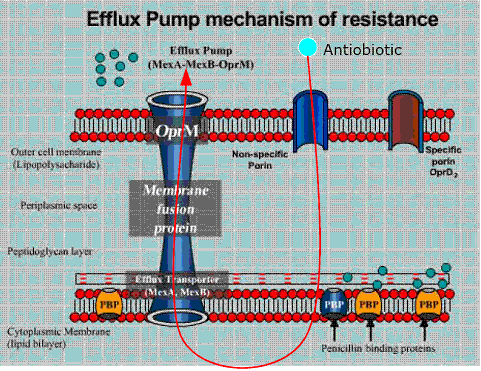 Efflux Pump mechanism of resistance
Efflux Pump
(MexA-MexB-OprM)
Antiobiotic
OprM
Outer cell membrane
(Lipopolysacharide)
Non-specific
Porin
Specific
porin
OprD2
Periplasmic space
Membrane
fusion
protein
Peptidoglycan layer
Efflux Transporter
(MexA, MexB)
PBP
PBP
PBP
PBP
Cytoplasmic Membrane
(lipid bilayer)
Penicillin binding proteins